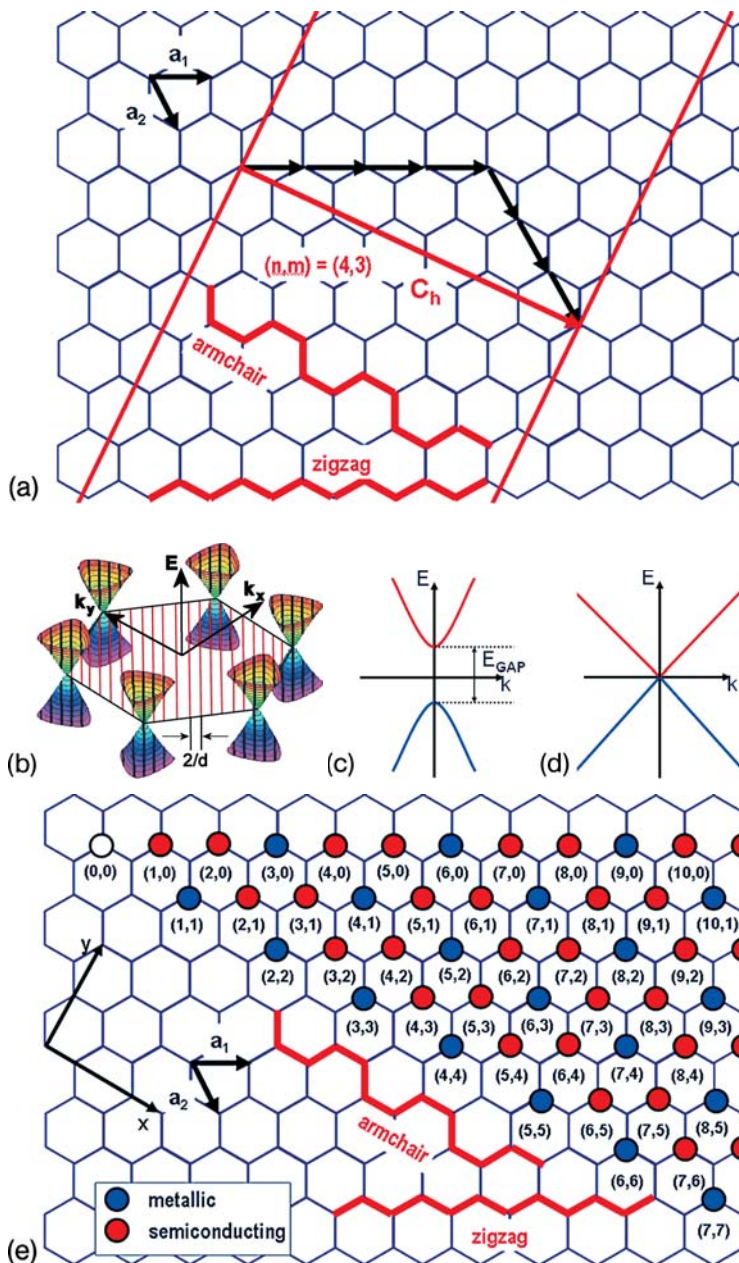 a1
a2
(n,m) = (4,3)
Ch
armchair
zigzag
(a)
E
ky
kx
2/d
(b)
E
EGAP
k
(c)
E
k
(d)
(0,0) (1,0) (2,0) (3,0) (4,0) (5,0) (6,0) (7,0) (8,0) (9,0) (10,0)
(1,1) (2,1) (3,1) (4,1) (5,1) (6,1) (7,1) (8,1) (9,1) (10,1)
y
(2,2) (3,2) (4,2) (5,2) (6,2) (7,2) (8,2) (9,2)
(3,3) (4,3) (5,3) (6,3) (7,3) (8,3) (9,3)
a1
(4,4) (5,4) (6,4) (7,4) (8,4)
a2
x
armchair
(5,5) (6,5) (7,5) (8,5)
(6,6) (7,6)
metallic
semiconducting
zigzag
(7,7)
(e)